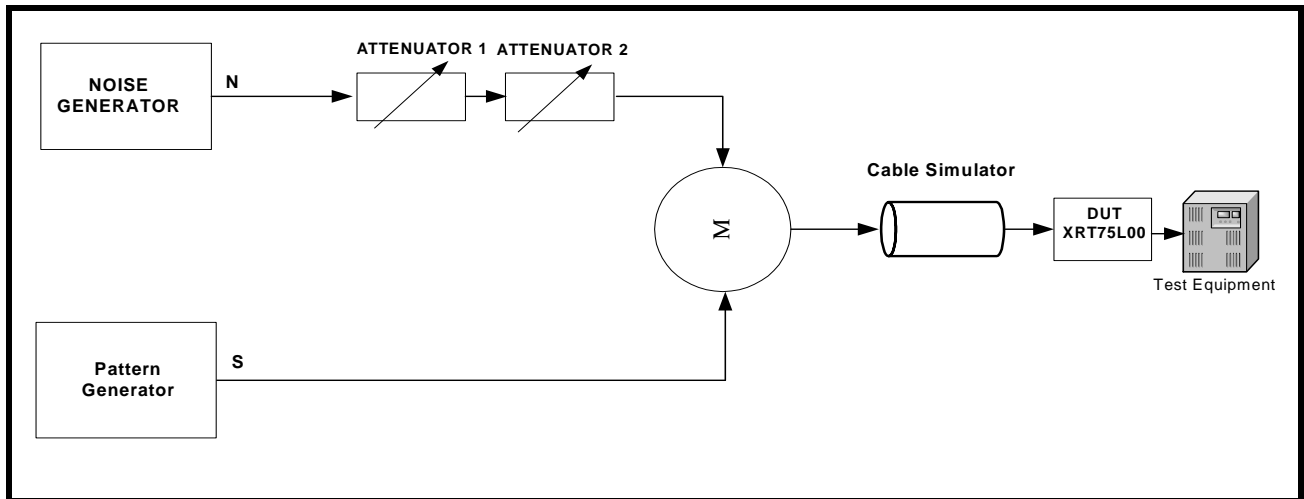 ATTENUATOR 1 ATTENUATOR 2
NOISE
GENERATOR
N
M
Cable Simulator
DUT
XRT75L00
Test Equipment
Pattern
Generator
S